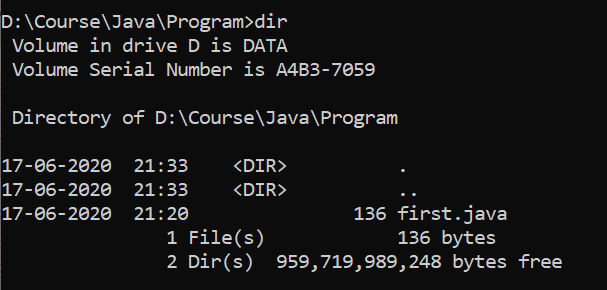 D:\Course\Java\Program>dir
Volume in drive D is DATA
Volume Serial Number is A4B3-7059
Directory of D:\Course\Java\Program
17-06-2020  21:33    <DIR>          .
17-06-2020  21:33    <DIR>          ..
17-06-2020  21:20               136 first.java
1 File(s)            136 bytes
2 Dir(s)  959,719,989,248 bytes free